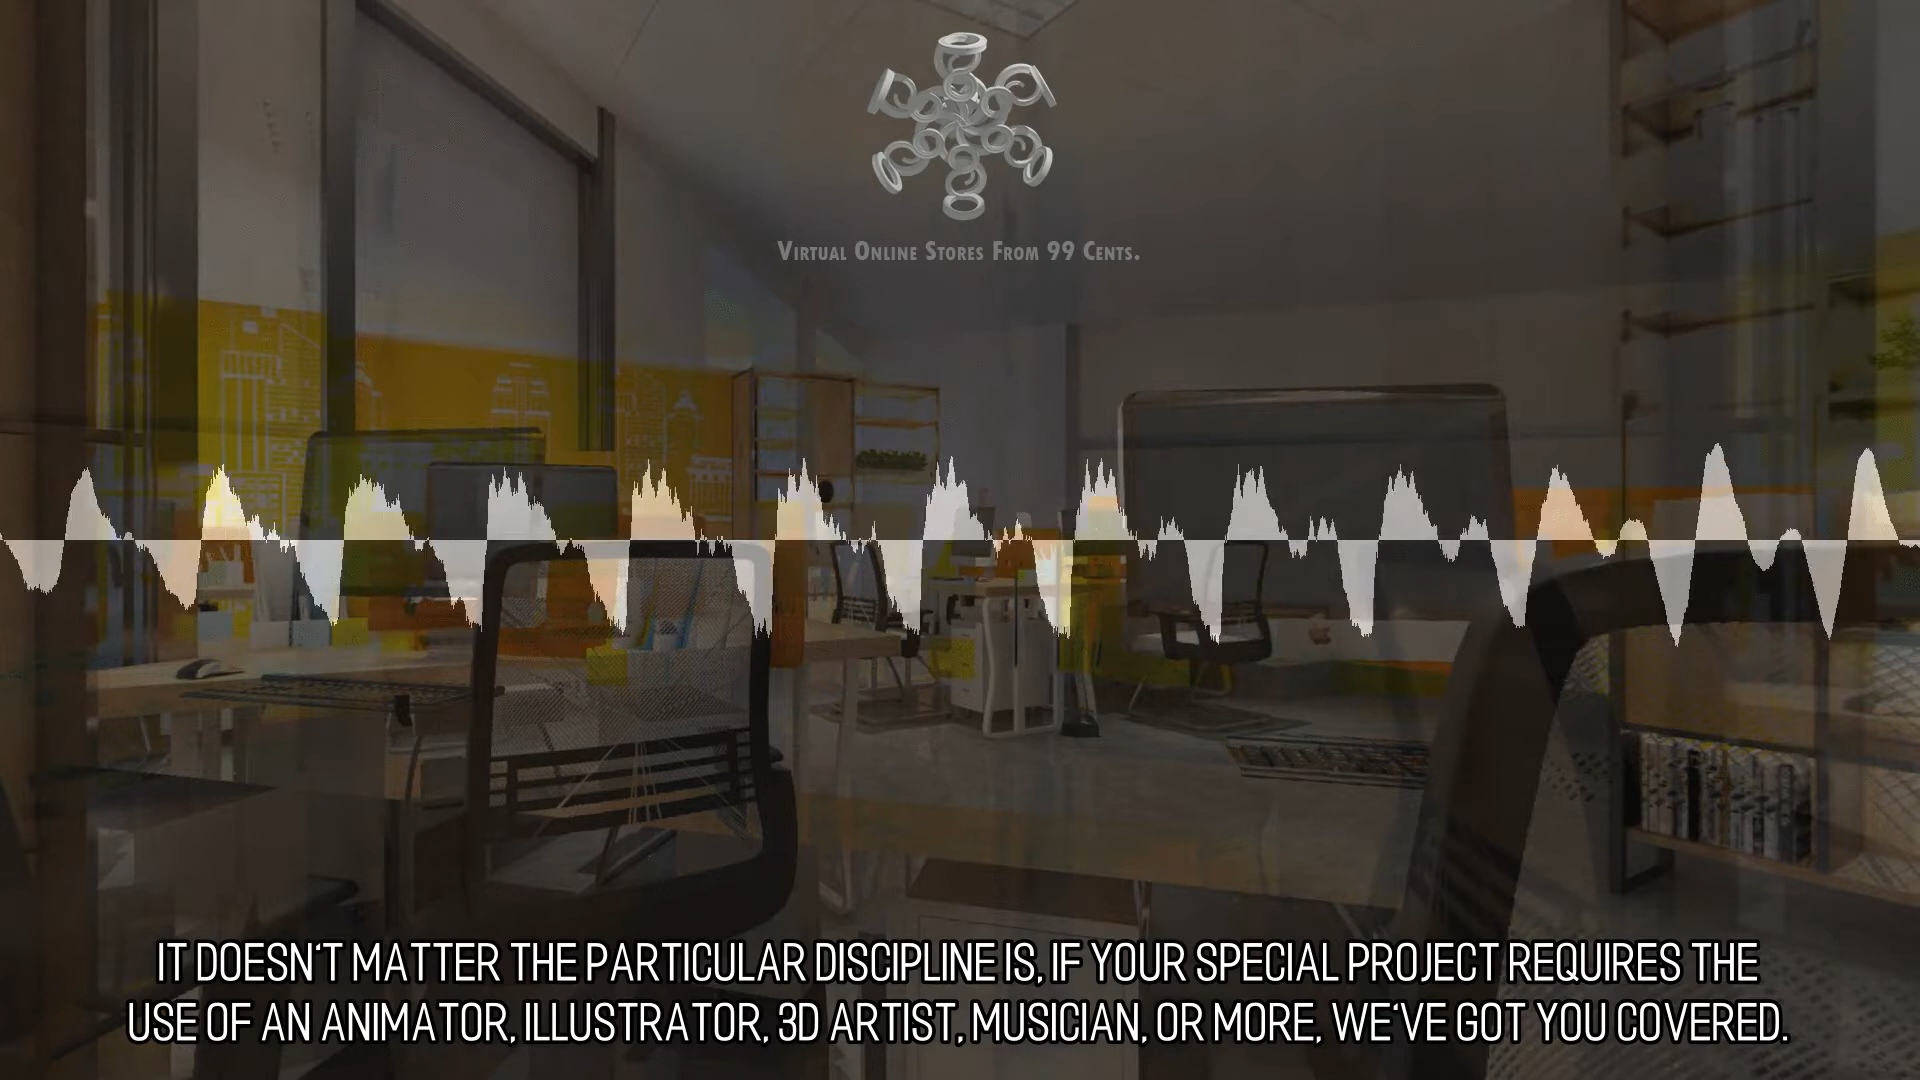 Virtual Online Stores From 99 Cents.
IT DOESN'T MATTER THE PARTICULAR DISCIPLINE IS, IF YOUR SPECIAL PROJECT REQUIRES THE
USE OF AN ANIMATOR, ILLUSTRATOR, 3D ARTIST, MUSICIAN, OR MORE, WE'VE GOT YOU COVERED.